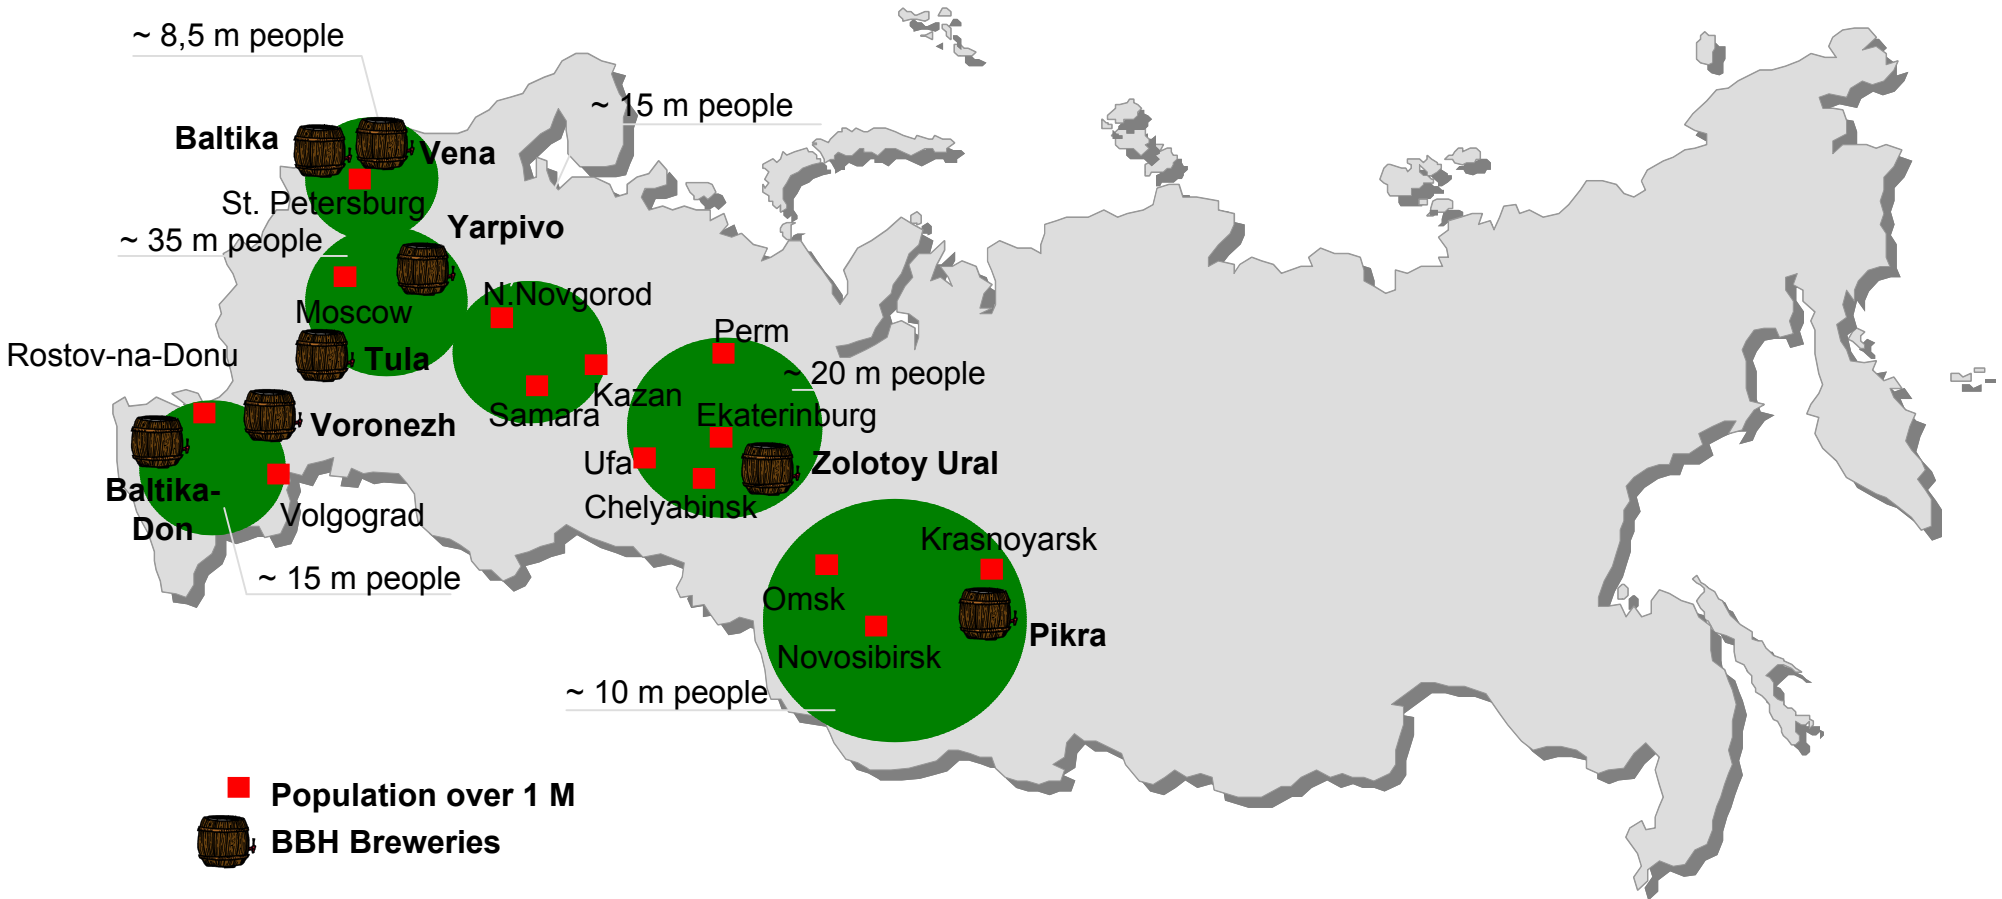 ~ 8,5 m people
~ 15 m people
Baltika
Vena
St. Petersburg
Yarpivo
~ 35 m people
N.Novgorod
Moscow
Perm
Rostov-na-Donu
Tula
~ 20 m people
Kazan
Samara
Ekaterinburg
Voronezh
Ufa
Zolotoy Ural
Baltika-
Don
Chelyabinsk
Volgograd
Krasnoyarsk
~ 15 m people
Omsk
Pikra
Novosibirsk
~ 10 m people
Population over 1 M
BBH Breweries